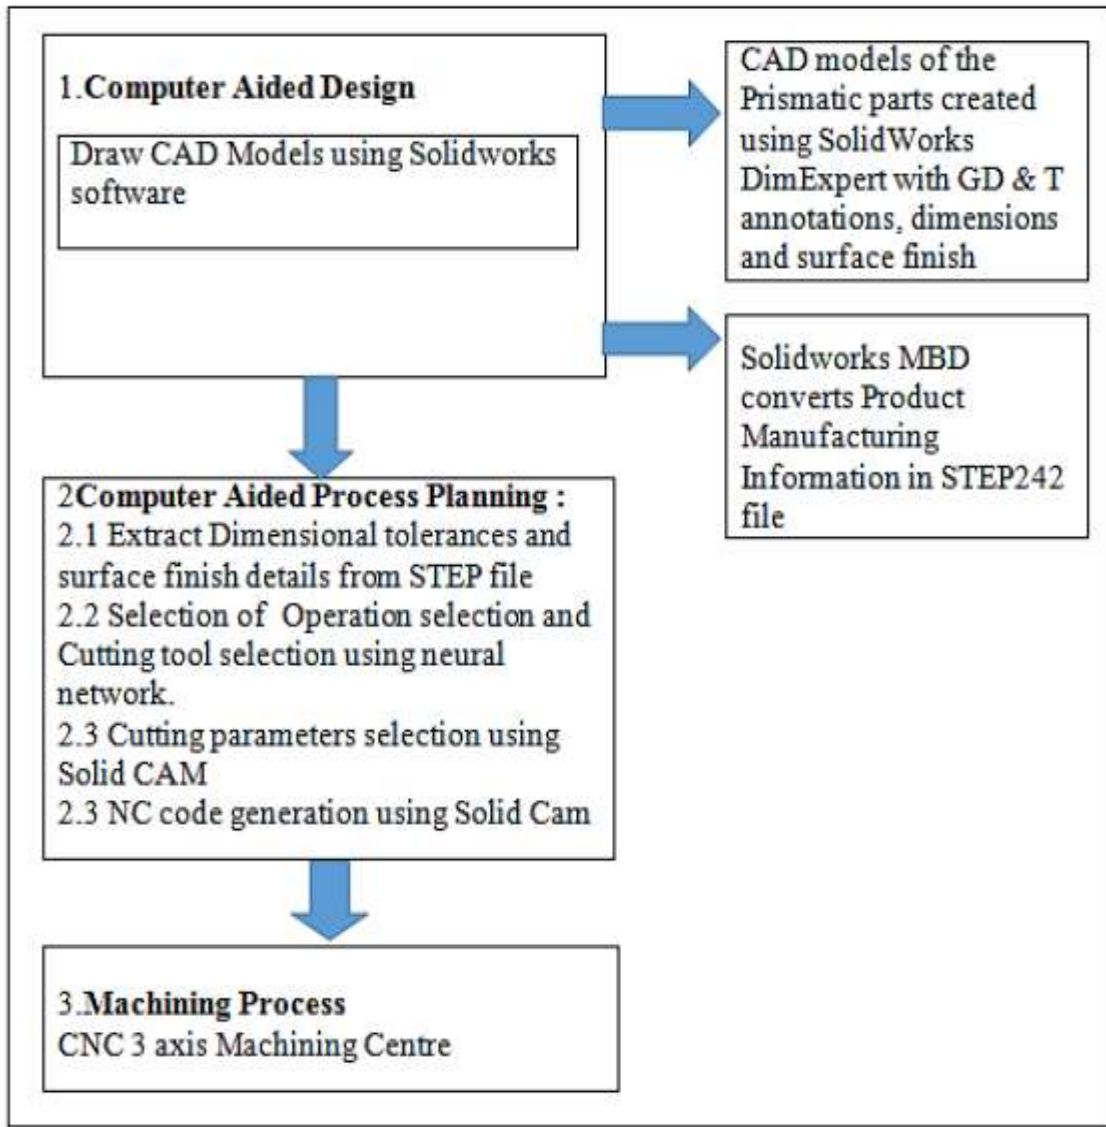 1.Computer Aided Design
Draw CAD Models using Solidworks
software
CAD models of the
Prismatic parts created
using SolidWorks
DimExpert with GD & T
annotations, dimensions
and surface finish
Solidworks MBD
converts Product
Manufacturing
Information in STEP242
file
2Computer Aided Process Planning :
2.1 Extract Dimensional tolerances and
surface finish details from STEP file
2.2 Selection of Operation selection and
Cutting tool selection using neural
network.
2.3 Cutting parameters selection using
Solid CAM
2.3 NC code generation using Solid Cam
3.Machining Process
CNC 3 axis Machining Centre